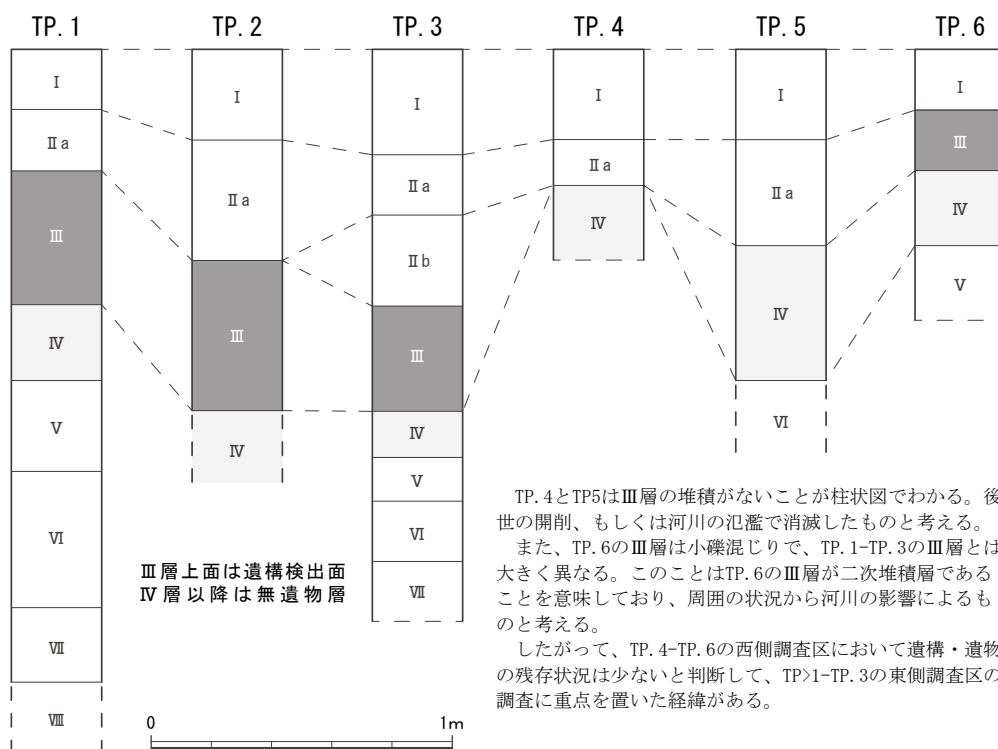 TP.1 TP.2 TP.3 TP.4 TP.5 TP.6
Ⅰ
Ⅱa
Ⅲ
Ⅳ
Ⅴ
Ⅵ
Ⅶ
Ⅷ
Ⅰ
Ⅱa
Ⅲ
Ⅳ
Ⅰ
Ⅱa
Ⅱb
Ⅲ
Ⅳ
Ⅴ
Ⅵ
Ⅶ
Ⅰ
Ⅱa
Ⅳ
Ⅰ
Ⅱa
Ⅳ
Ⅵ
Ⅰ
Ⅲ
Ⅳ
Ⅴ
Ⅲ層上面は遺構検出面
Ⅳ層以降は無遺物層
0 1m
TP.4とTP5はⅢ層の堆積がないことが柱状図でわかる。後
世の開削、もしくは河川の氾濫で消滅したものと考える。
また、TP.6のⅢ層は小礫混じりで、TP.1-TP.3のⅢ層とは
大きく異なる。このことはTP.6のⅢ層が二次堆積層である
ことを意味しており、周囲の状況から河川の影響によるも
のと考える。
したがって、TP.4-TP.6の西側調査区において遺構・遺物
の残存状況は少ないと判断して、TP>1-TP.3の東側調査区の
調査に重点を置いた経緯がある。